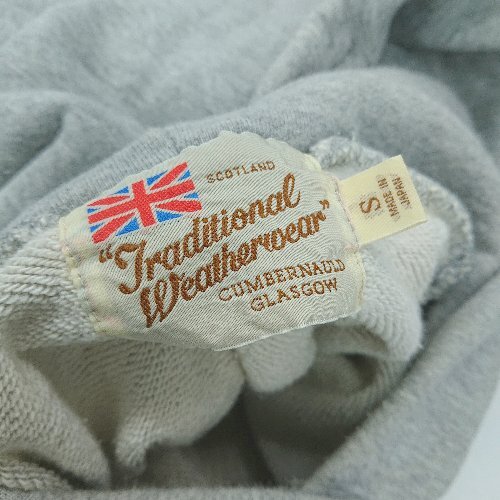 SCOTLAND
"Traditional
Weatherwear"
CUMBERNAULD
GLASGOW
S
MADE IN
JAPAN